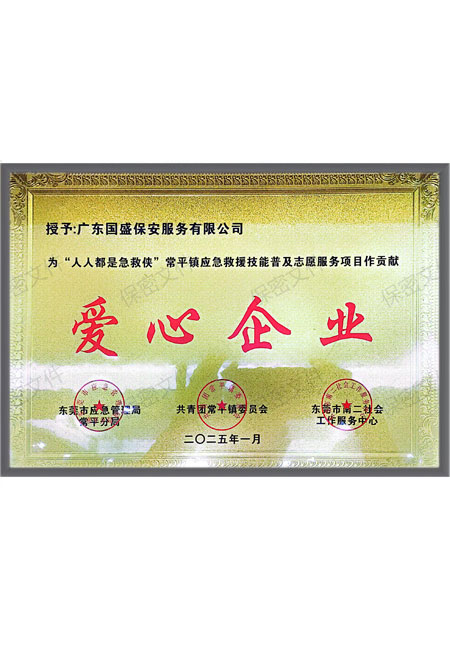 授予:广东国盛保安服务有限公司
为“人人都是急救侠”常平镇应急救援技能普及志愿服务项目作贡献
爱心企业
东莞市应急管理局
常平分局
共青团常平镇委员会
东莞市南二社会
工作服务中心
二〇二五年一月
保密文件